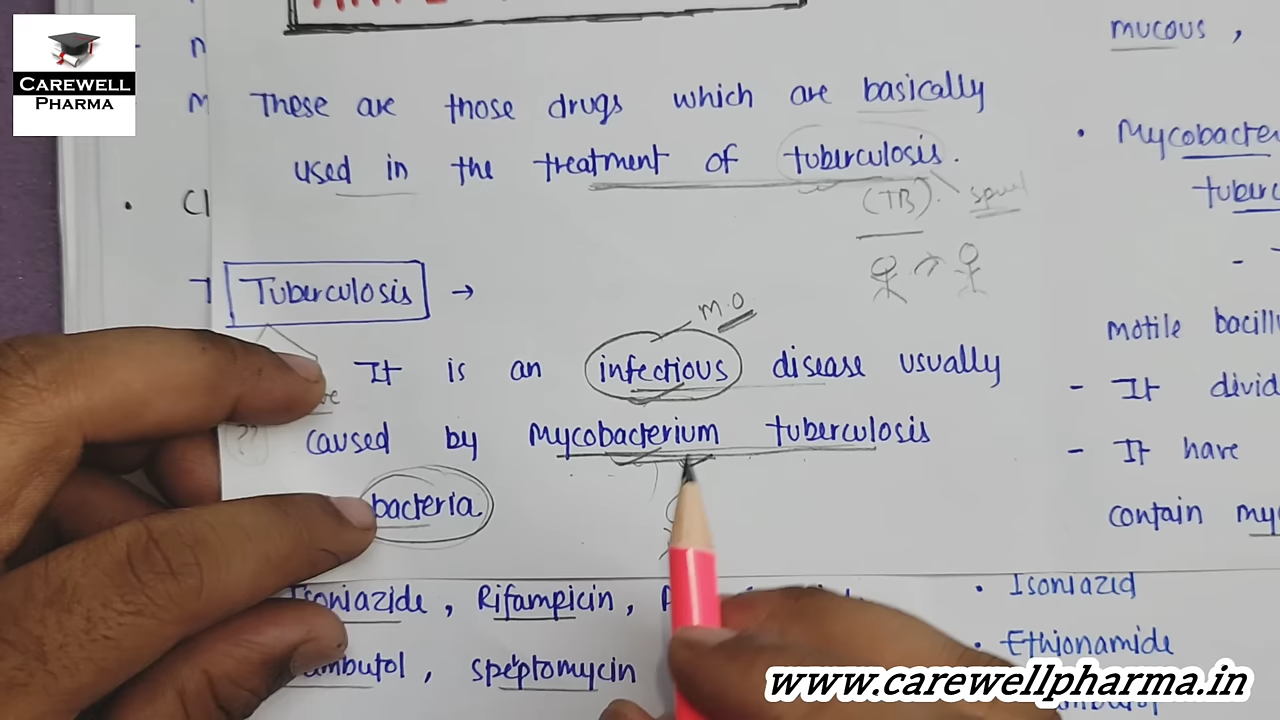 CAREWELL
PHARMA
These are those drugs which are basically
used in the treatment of tuberculosis.
(TB)
Tuberculosis →
M.O
It is an infectious disease usually
caused by Mycobacterium tuberculosis
??
bacteria
Isoniazide, Rifampicin,
speptomycin
mucous,
• Mycobacter
tuberc
motile bacill
- It divid
- It have
contain my
• Isoniazid
• Ethionamide
www.carewellpharma.in